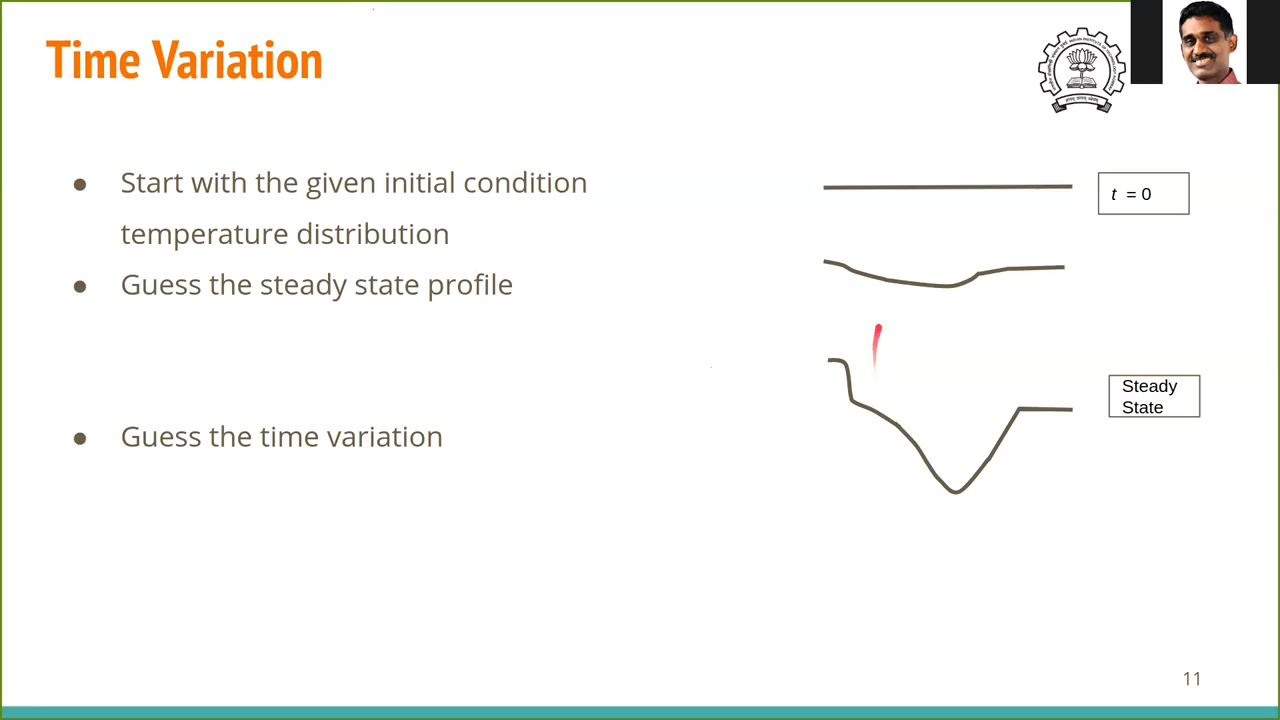 Time Variation
● Start with the given initial condition
temperature distribution
● Guess the steady state profile
● Guess the time variation
t = 0
Steady
State
11